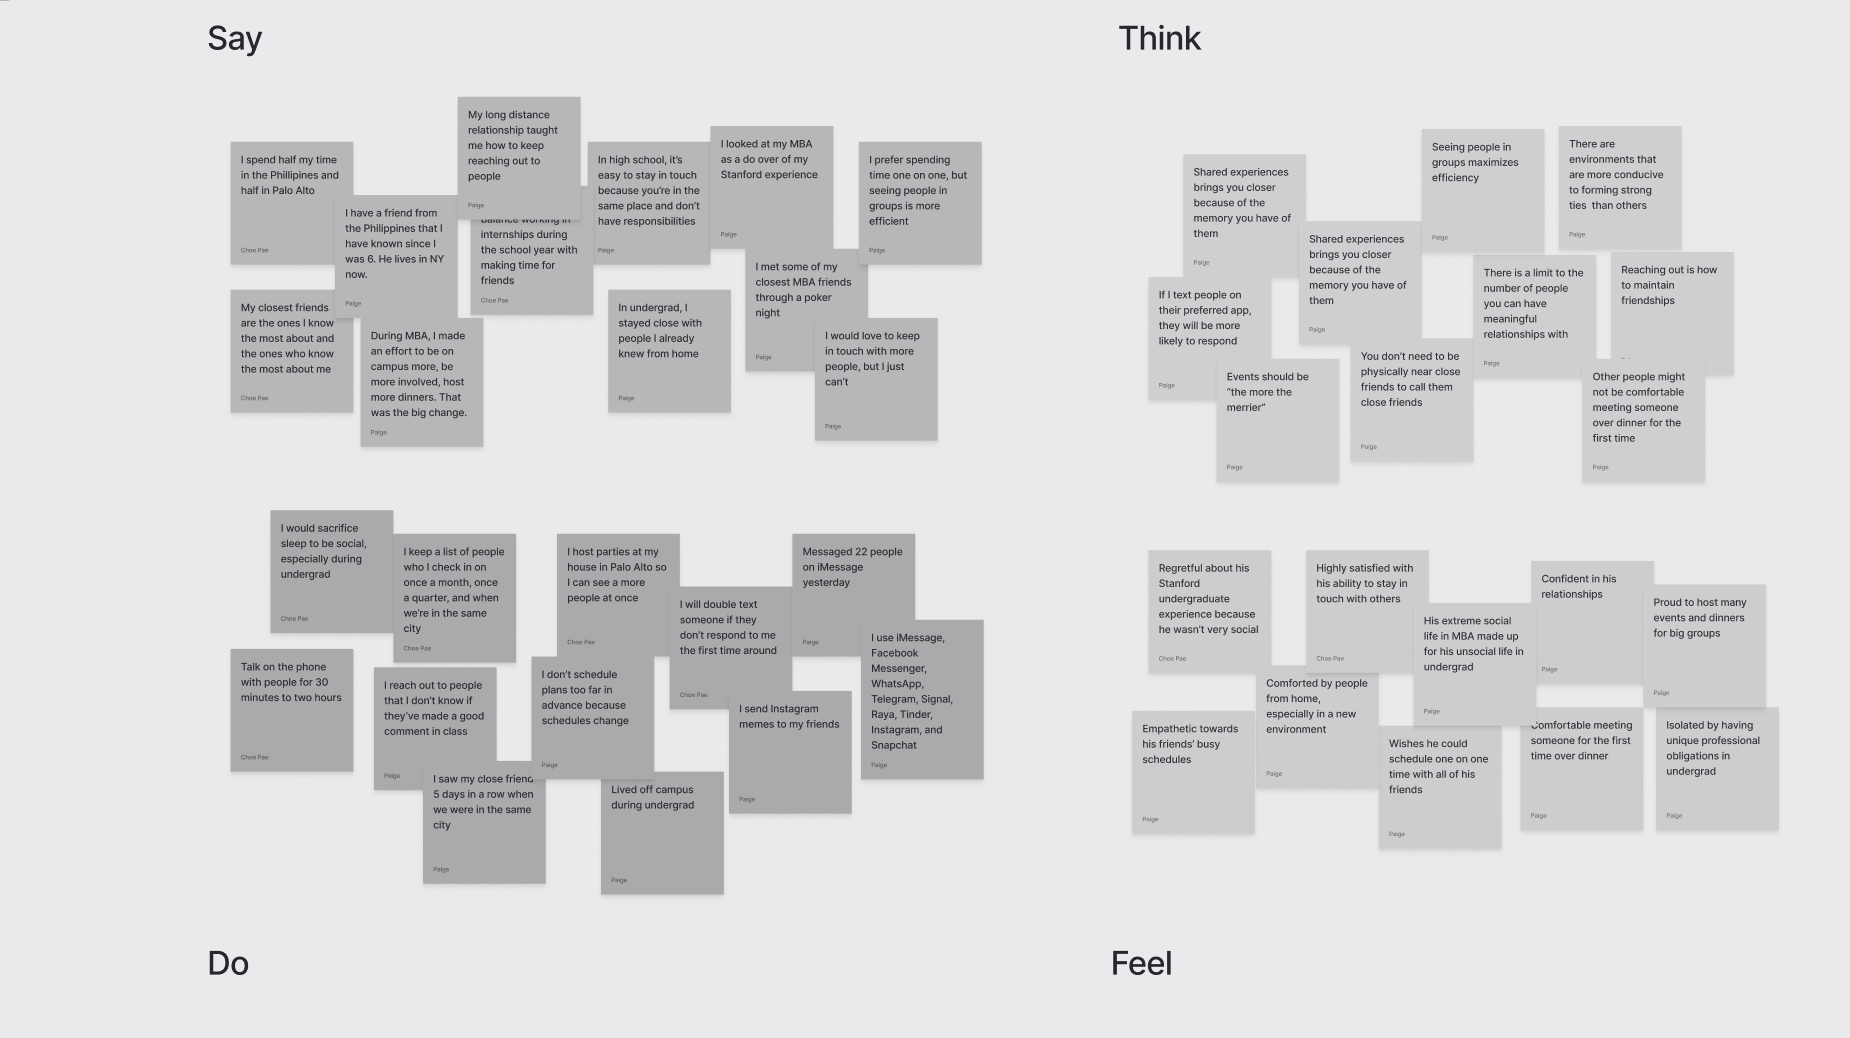 Say
I spend half my time
in the Phillipines and
half in Palo Alto
Choe Pae
I have a friend from
the Philippines that I
have known since I
was 6. He lives in NY
now.
Paige
My long distance
relationship taught
me how to keep
reaching out to
people
Paige
balance working in
internships during
the school year with
making time for
friends
Choe Pae
In high school, it’s
easy to stay in touch
because you’re in the
same place and don’t
have responsibilities
Paige
I looked at my MBA
as a do over of my
Stanford experience
Paige
I prefer spending
time one on one, but
seeing people in
groups is more
efficient
Paige
My closest friends
are the ones I know
the most about and
the ones who know
the most about me
Choe Pae
During MBA, I made
an effort to be on
campus more, be
more involved, host
more dinners. That
was the big change.
Paige
In undergrad, I
stayed close with
people I already
knew from home
Paige
I met some of my
closest MBA friends
through a poker
night
Paige
I would love to keep
in touch with more
people, but I just
can’t
Paige
Think
Shared experiences
brings you closer
because of the
memory you have of
them
Paige
Shared experiences
brings you closer
because of the
memory you have of
them
Paige
Seeing people in
groups maximizes
efficiency
Paige
There are
environments that
are more conducive
to forming strong
ties than others
Paige
If I text people on
their preferred app,
they will be more
likely to respond
Paige
Events should be
“the more the
merrier”
Paige
You don’t need to be
physically near close
friends to call them
close friends
Paige
There is a limit to the
number of people
you can have
meaningful
relationships with
Paige
Reaching out is how
to maintain
friendships
Other people might
not be comfortable
meeting someone
over dinner for the
first time
Paige
I would sacrifice
sleep to be social,
especially during
undergrad
Choe Pae
I keep a list of people
who I check in on
once a month, once
a quarter, and when
we’re in the same
city
Choe Pae
I host parties at my
house in Palo Alto so
I can see a more
people at once
Choe Pae
I will double text
someone if they
don’t respond to me
the first time around
Choe Pae
Messaged 22 people
on iMessage
yesterday
Paige
I use iMessage,
Facebook
Messenger,
WhatsApp,
Telegram, Signal,
Raya, Tinder,
Instagram, and
Snapchat
Paige
Talk on the phone
with people for 30
minutes to two hours
Choe Pae
I reach out to people
that I don’t know if
they’ve made a good
comment in class
Paige
I don’t schedule
plans too far in
advance because
schedules change
Paige
I send Instagram
memes to my friends
Paige
I saw my close friend
5 days in a row when
we were in the same
city
Paige
Lived off campus
during undergrad
Paige
Do
Regretful about his
Stanford
undergraduate
experience because
he wasn’t very social
Choe Pae
Highly satisfied with
his ability to stay in
touch with others
Choe Pae
His extreme social
life in MBA made up
for his unsocial life in
undergrad
Paige
Confident in his
relationships
Paige
Proud to host many
events and dinners
for big groups
Paige
Empathetic towards
his friends’ busy
schedules
Paige
Comforted by people
from home,
especially in a new
environment
Paige
Wishes he could
schedule one on one
time with all of his
friends
Paige
Comfortable meeting
someone for the first
time over dinner
Paige
Isolated by having
unique professional
obligations in
undergrad
Paige
Feel